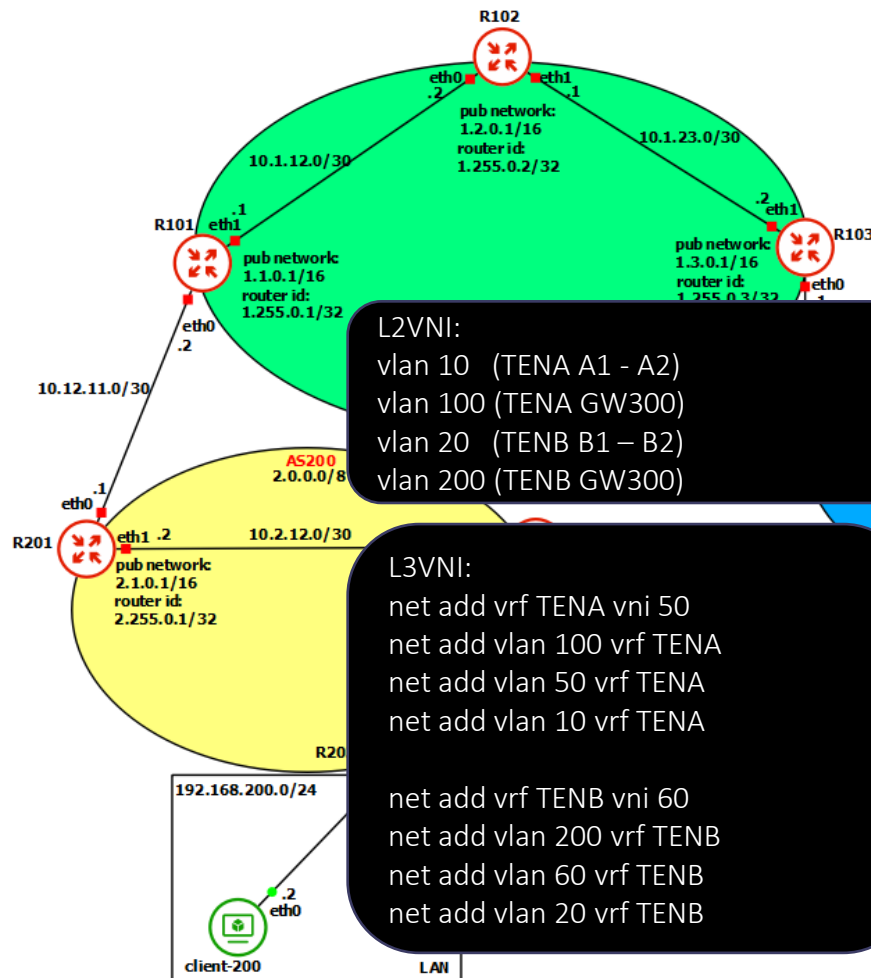 R102
eth0
.2
eth1
.1
pub network:
1.2.0.1/16
router id:
1.255.0.2/32
10.1.12.0/30
10.1.23.0/30
R101
.1
eth1
.2
eth1
R103
pub network:
1.1.0.1/16
router id:
1.255.0.1/32
pub network:
1.3.0.1/16
router id:
1.255.0.3/32
eth0
eth0
.2
10.12.11.0/30
L2VNI:
vlan 10 (TENA A1 - A2)
vlan 100 (TENA GW300)
vlan 20 (TENB B1 – B2)
vlan 200 (TENB GW300)
AS200
2.0.0.0/8
.1
eth0
R201
eth1 .2
10.2.12.0/30
pub network:
2.1.0.1/16
router id:
2.255.0.1/32
L3VNI:
net add vrf TENA vni 50
net add vlan 100 vrf TENA
net add vlan 50 vrf TENA
net add vlan 10 vrf TENA
net add vrf TENB vni 60
net add vlan 200 vrf TENB
net add vlan 60 vrf TENB
net add vlan 20 vrf TENB
R20
192.168.200.0/24
.2
eth0
client-200
LAN